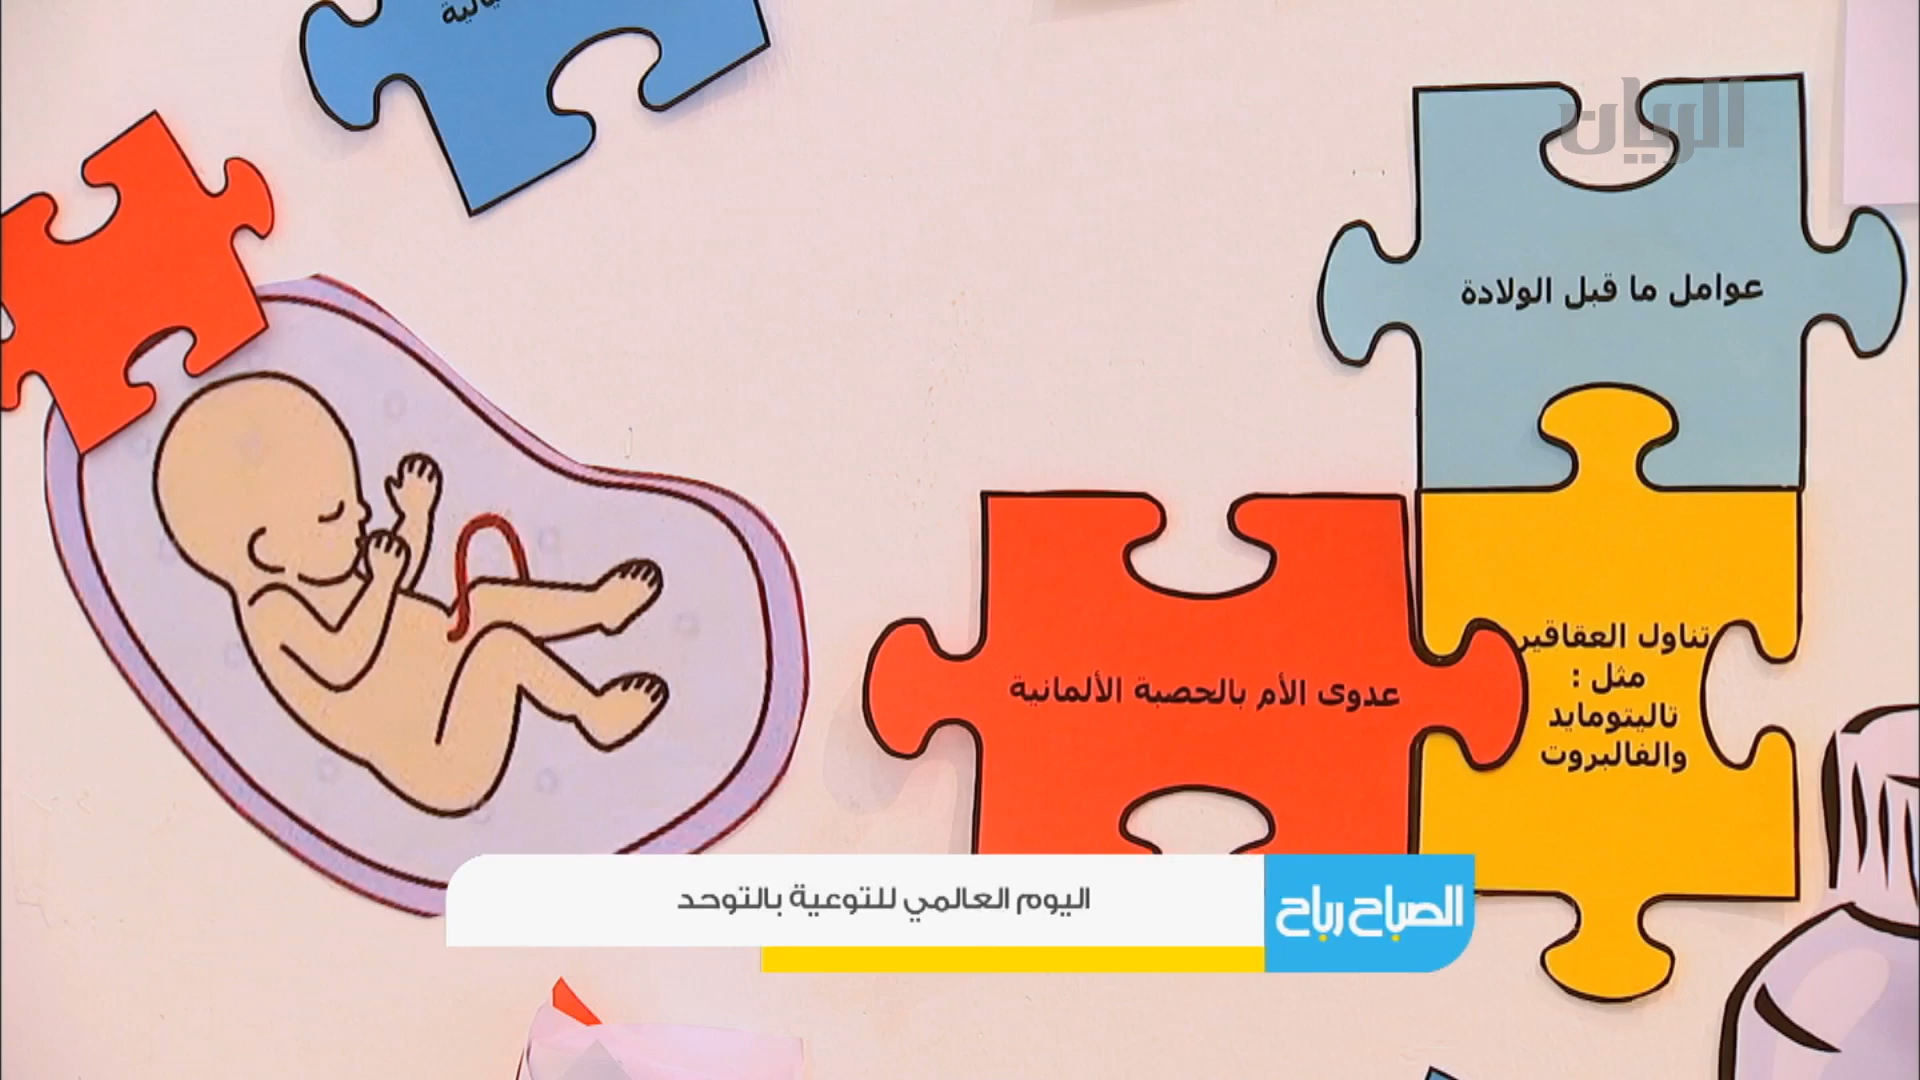 الريان
عوامل ما قبل الولادة
تناول العقاقير
مثل :
تاليتومايد
والفالبروت
عدوى الأم بالحصبة الألمانية
الصباح رباح
اليوم العالمي للتوعية بالتوحد